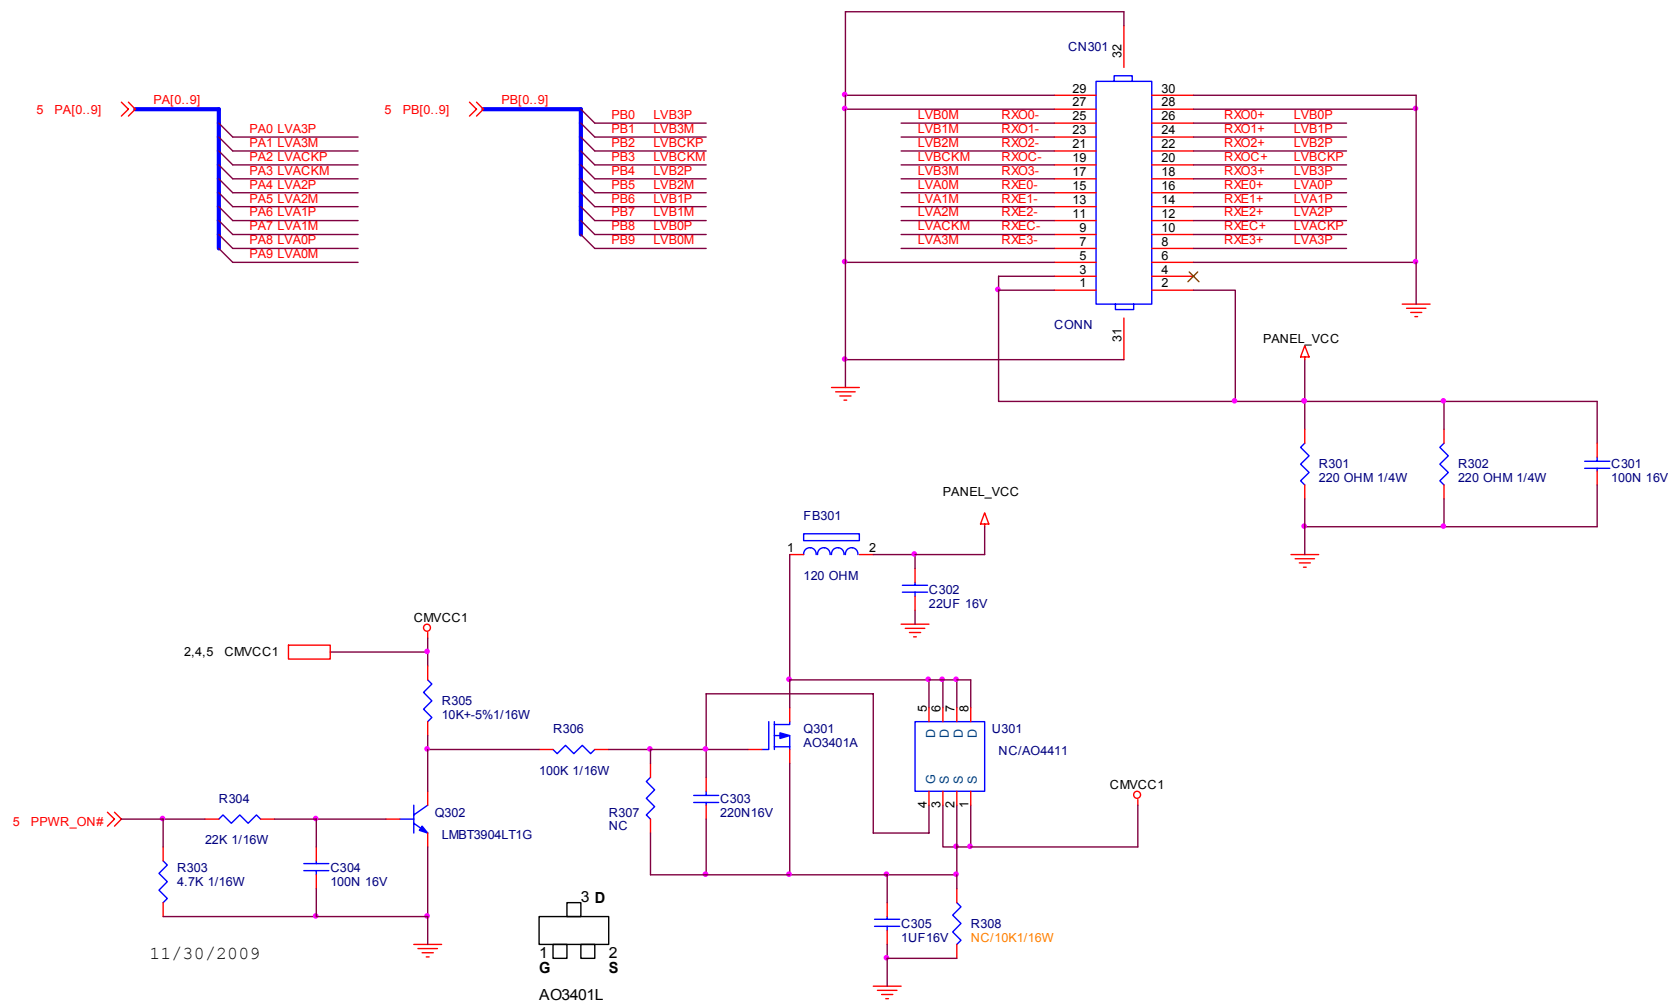 CN301
32
5 PA[0..9]
PA[0..9]
PA0 LVA3P
PA1 LVA3M
PA2 LVACKP
PA3 LVACKM
PA4 LVA2P
PA5 LVA2M
PA6 LVA1P
PA7 LVA1M
PA8 LVA0P
PA9 LVA0M
5 PB[0..9]
PB[0..9]
PB0 LVB3P
PB1 LVB3M
PB2 LVBCKP
PB3 LVBCKM
PB4 LVB2P
PB5 LVB2M
PB6 LVB1P
PB7 LVB1M
PB8 LVB0P
PB9 LVB0M
29 30
27 28
LVB0M RXO0- 25 26 RXO0+ LVB0P
LVB1M RXO1- 23 24 RXO1+ LVB1P
LVB2M RXO2- 21 22 RXO2+ LVB2P
LVBCKM RXOC- 19 20 RXOC+ LVBCKP
LVB3M RXO3- 17 18 RXO3+ LVB3P
LVA0M RXE0- 15 16 RXE0+ LVA0P
LVA1M RXE1- 13 14 RXE1+ LVA1P
LVA2M RXE2- 11 12 RXE2+ LVA2P
LVACKM RXEC- 9 10 RXEC+ LVACKP
LVA3M RXE3- 7 8 RXE3+ LVA3P
5 6
3 4
1 2
CONN
31
PANEL_VCC
R301
220 OHM 1/4W
R302
220 OHM 1/4W
C301
100N 16V
PANEL_VCC
FB301
1 2
120 OHM
C302
22UF 16V
CMVCC1
2,4,5 CMVCC1
R305
10K+-5%1/16W
R306
100K 1/16W
Q301
AO3401A
5 6 7 8
D D D D
G S S S
4 3 2 1
U301
NC/AO4411
CMVCC1
R307
NC
C303
220N16V
5 PPWR_ON#
R304
22K 1/16W
Q302
LMBT3904LT1G
R303
4.7K 1/16W
C304
100N 16V
C305
1UF16V
R308
NC/10K1/16W
11/30/2009
3 D
1 2
G S
AO3401L